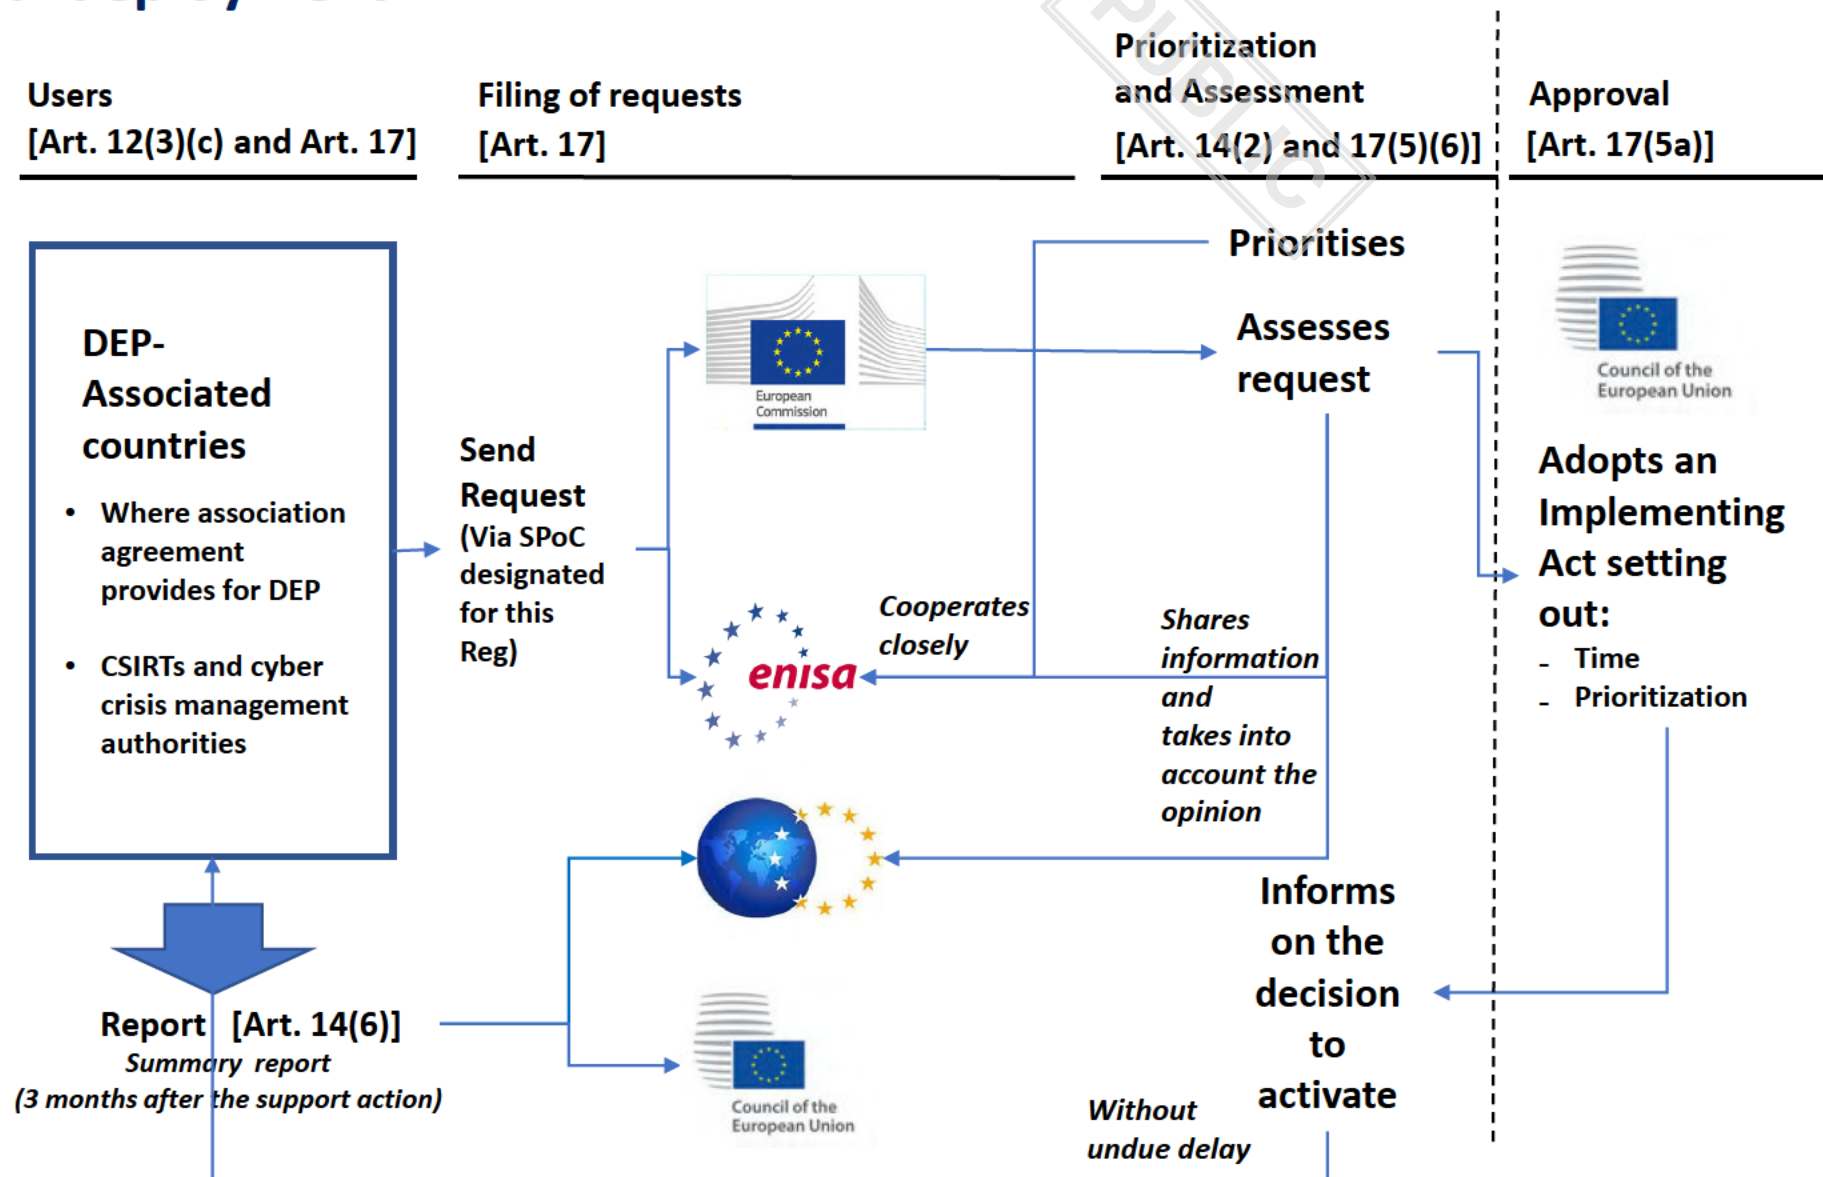 Users
[Art. 12(3)(c) and Art. 17]
Filing of requests
[Art. 17]
Prioritization
and Assessment
[Art. 14(2) and 17(5)(6)]
Approval
[Art. 17(5a)]
PUBLIC
DEP-
Associated
countries
• Where association
agreement
provides for DEP
• CSIRTs and cyber
crisis management
authorities
Send
Request
(Via SPoC
designated
for this
Reg)
European
Commission
enisa
Cooperates
closely
Prioritises
Assesses
request
Shares
information
and
takes into
account the
opinion
Council of the
European Union
Adopts an
Implementing
Act setting
out:
- Time
- Prioritization
Informs
on the
decision
to
activate
Without
undue delay
Report [Art. 14(6)]
Summary report
(3 months after the support action)
Council of the
European Union